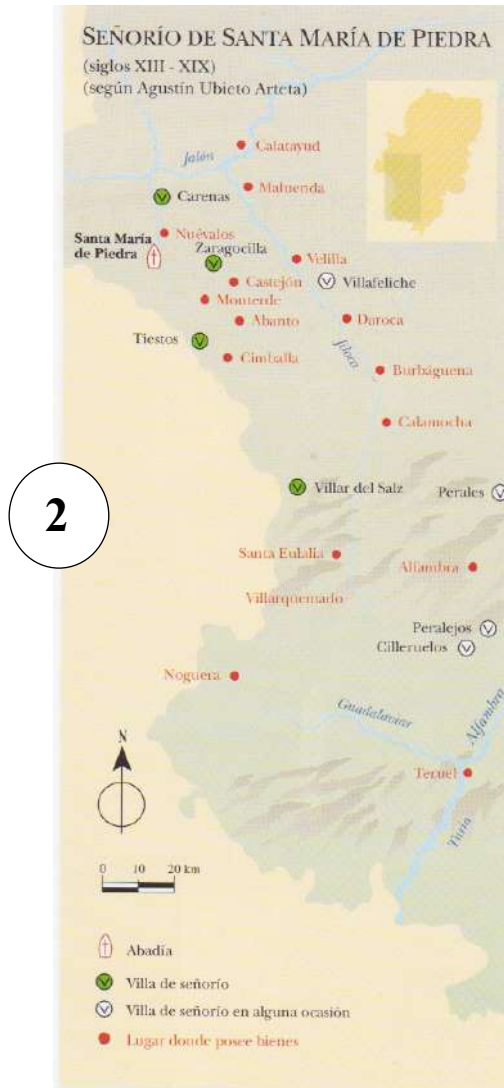 SEÑORÍO DE SANTA MARÍA DE PIEDRA
(siglos XIII - XIX)
(según Agustín Ubieto Arteta)
Jalón
Calatayud
Maluenda
Carenas
Nuévalos
Santa María
de Piedra
Zaragocilla
Velilla
Castejón
Villafeliche
Monterde
Abanto
Daroca
Tiestos
Cimballa
Jiloca
Burbáguena
Calamocha
2
Villar del Salz
Perales
Santa Eulalia
Alfambra
Villarquemado
Peralejos
Cilleruelos
Noguera
Guadalaviar
Alfambra
N
Teruel
Turia
0 10 20 km
Abadía
Villa de señorío
Villa de señorío en alguna ocasión
Lugar donde posee bienes